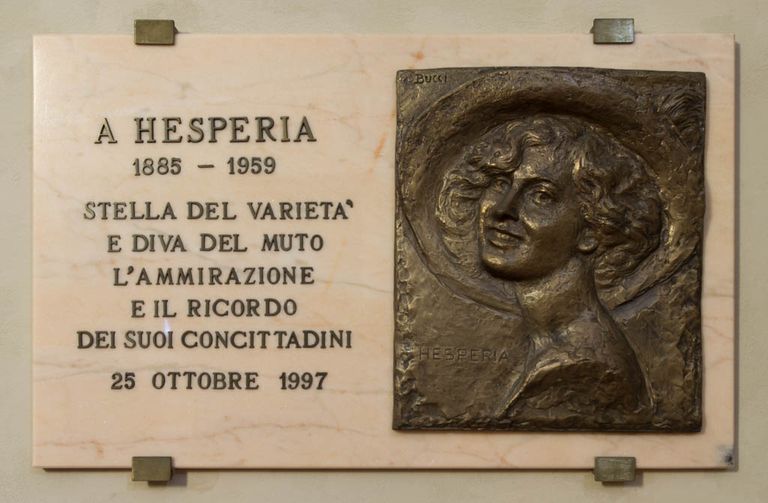 A HESPERIA
1885 – 1959
STELLA DEL VARIETA'
E DIVA DEL MUTO
L'AMMIRAZIONE
E IL RICORDO
DEI SUOI CONCITTADINI
25 OTTOBRE 1997
BUCCI
HESPERIA